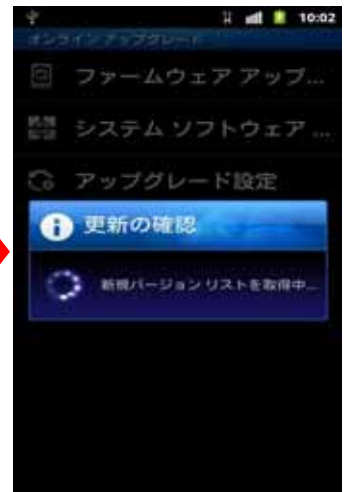 10:02
オンラインアップグレード
ファームウェア アップ...
システム ソフトウェア ...
アップグレード設定
更新の確認
新規バージョン リストを取得中...